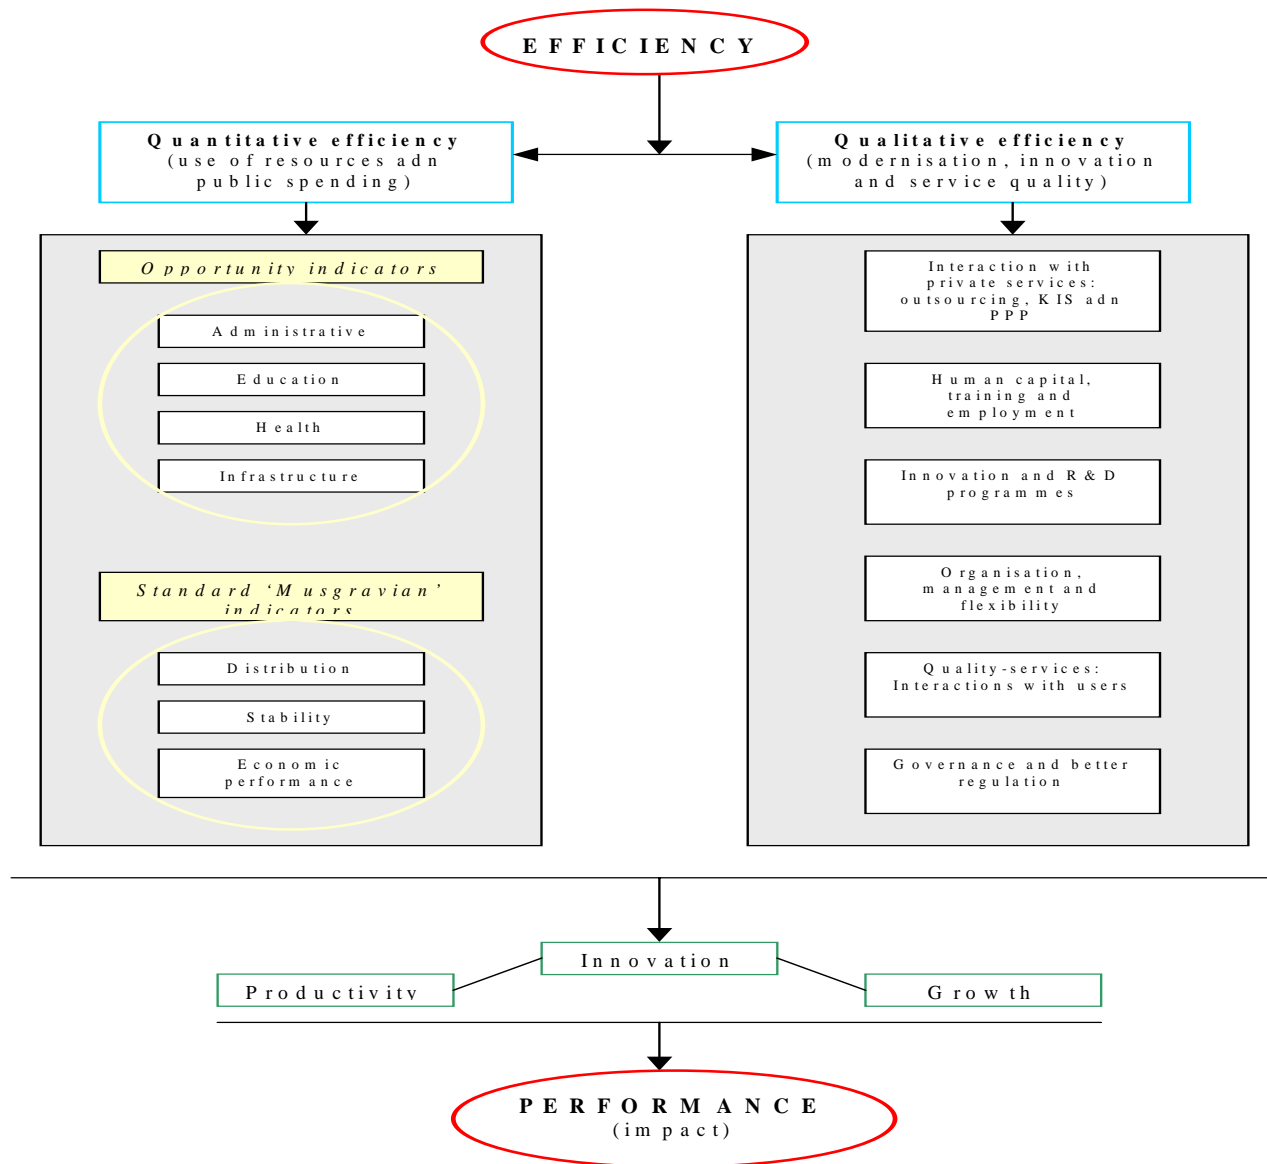 EFFICIENCY
Quantitative efficiency
(use of resources adn
public spending)
Qualitative efficiency
(modernisation, innovation
and service quality)
Opportunity indicators
Administrative
Education
Health
Infrastructure
Standard ‘Musgravian’
indicators
Distribution
Stability
Economic
performance
Interaction with
private services:
outsourcing, KIS adn
PPP
Human capital,
training and
employment
Innovation and R&D
programmes
Organisation,
management and
flexibility
Quality-services:
Interactions with users
Governance and better
regulation
Innovation
Productivity
Growth
PERFORMANCE
(impact)